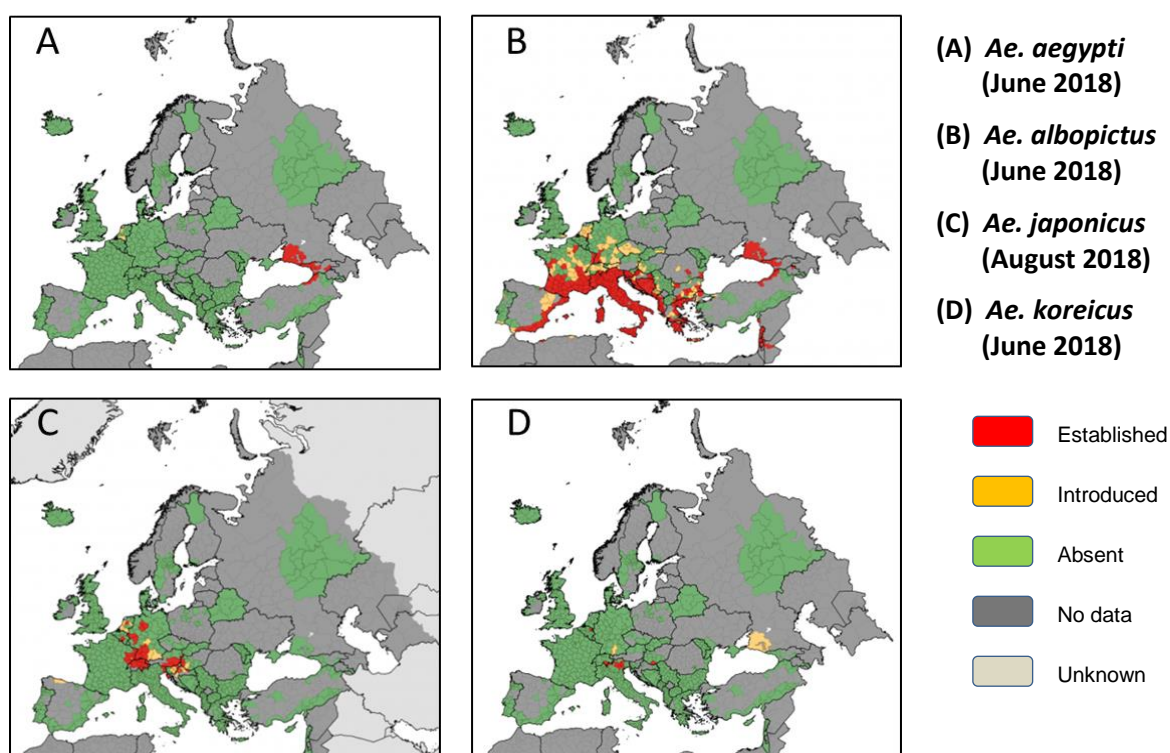 A
B
C
D
(A) Ae. aegypti
(June 2018)
(B) Ae. albopictus
(June 2018)
(C) Ae. japonicus
(August 2018)
(D) Ae. koreicus
(June 2018)
Established
Introduced
Absent
No data
Unknown